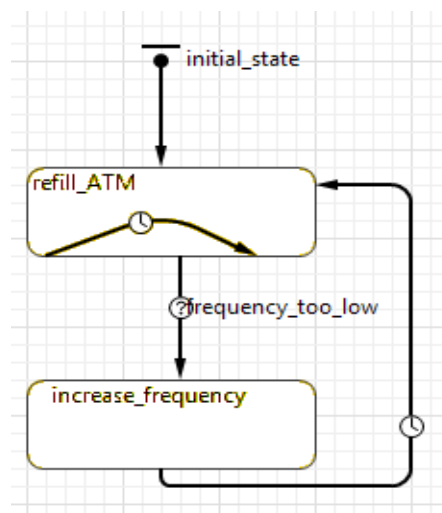 initial_state
refill_ATM
?
frequency_too_low
increase_frequency